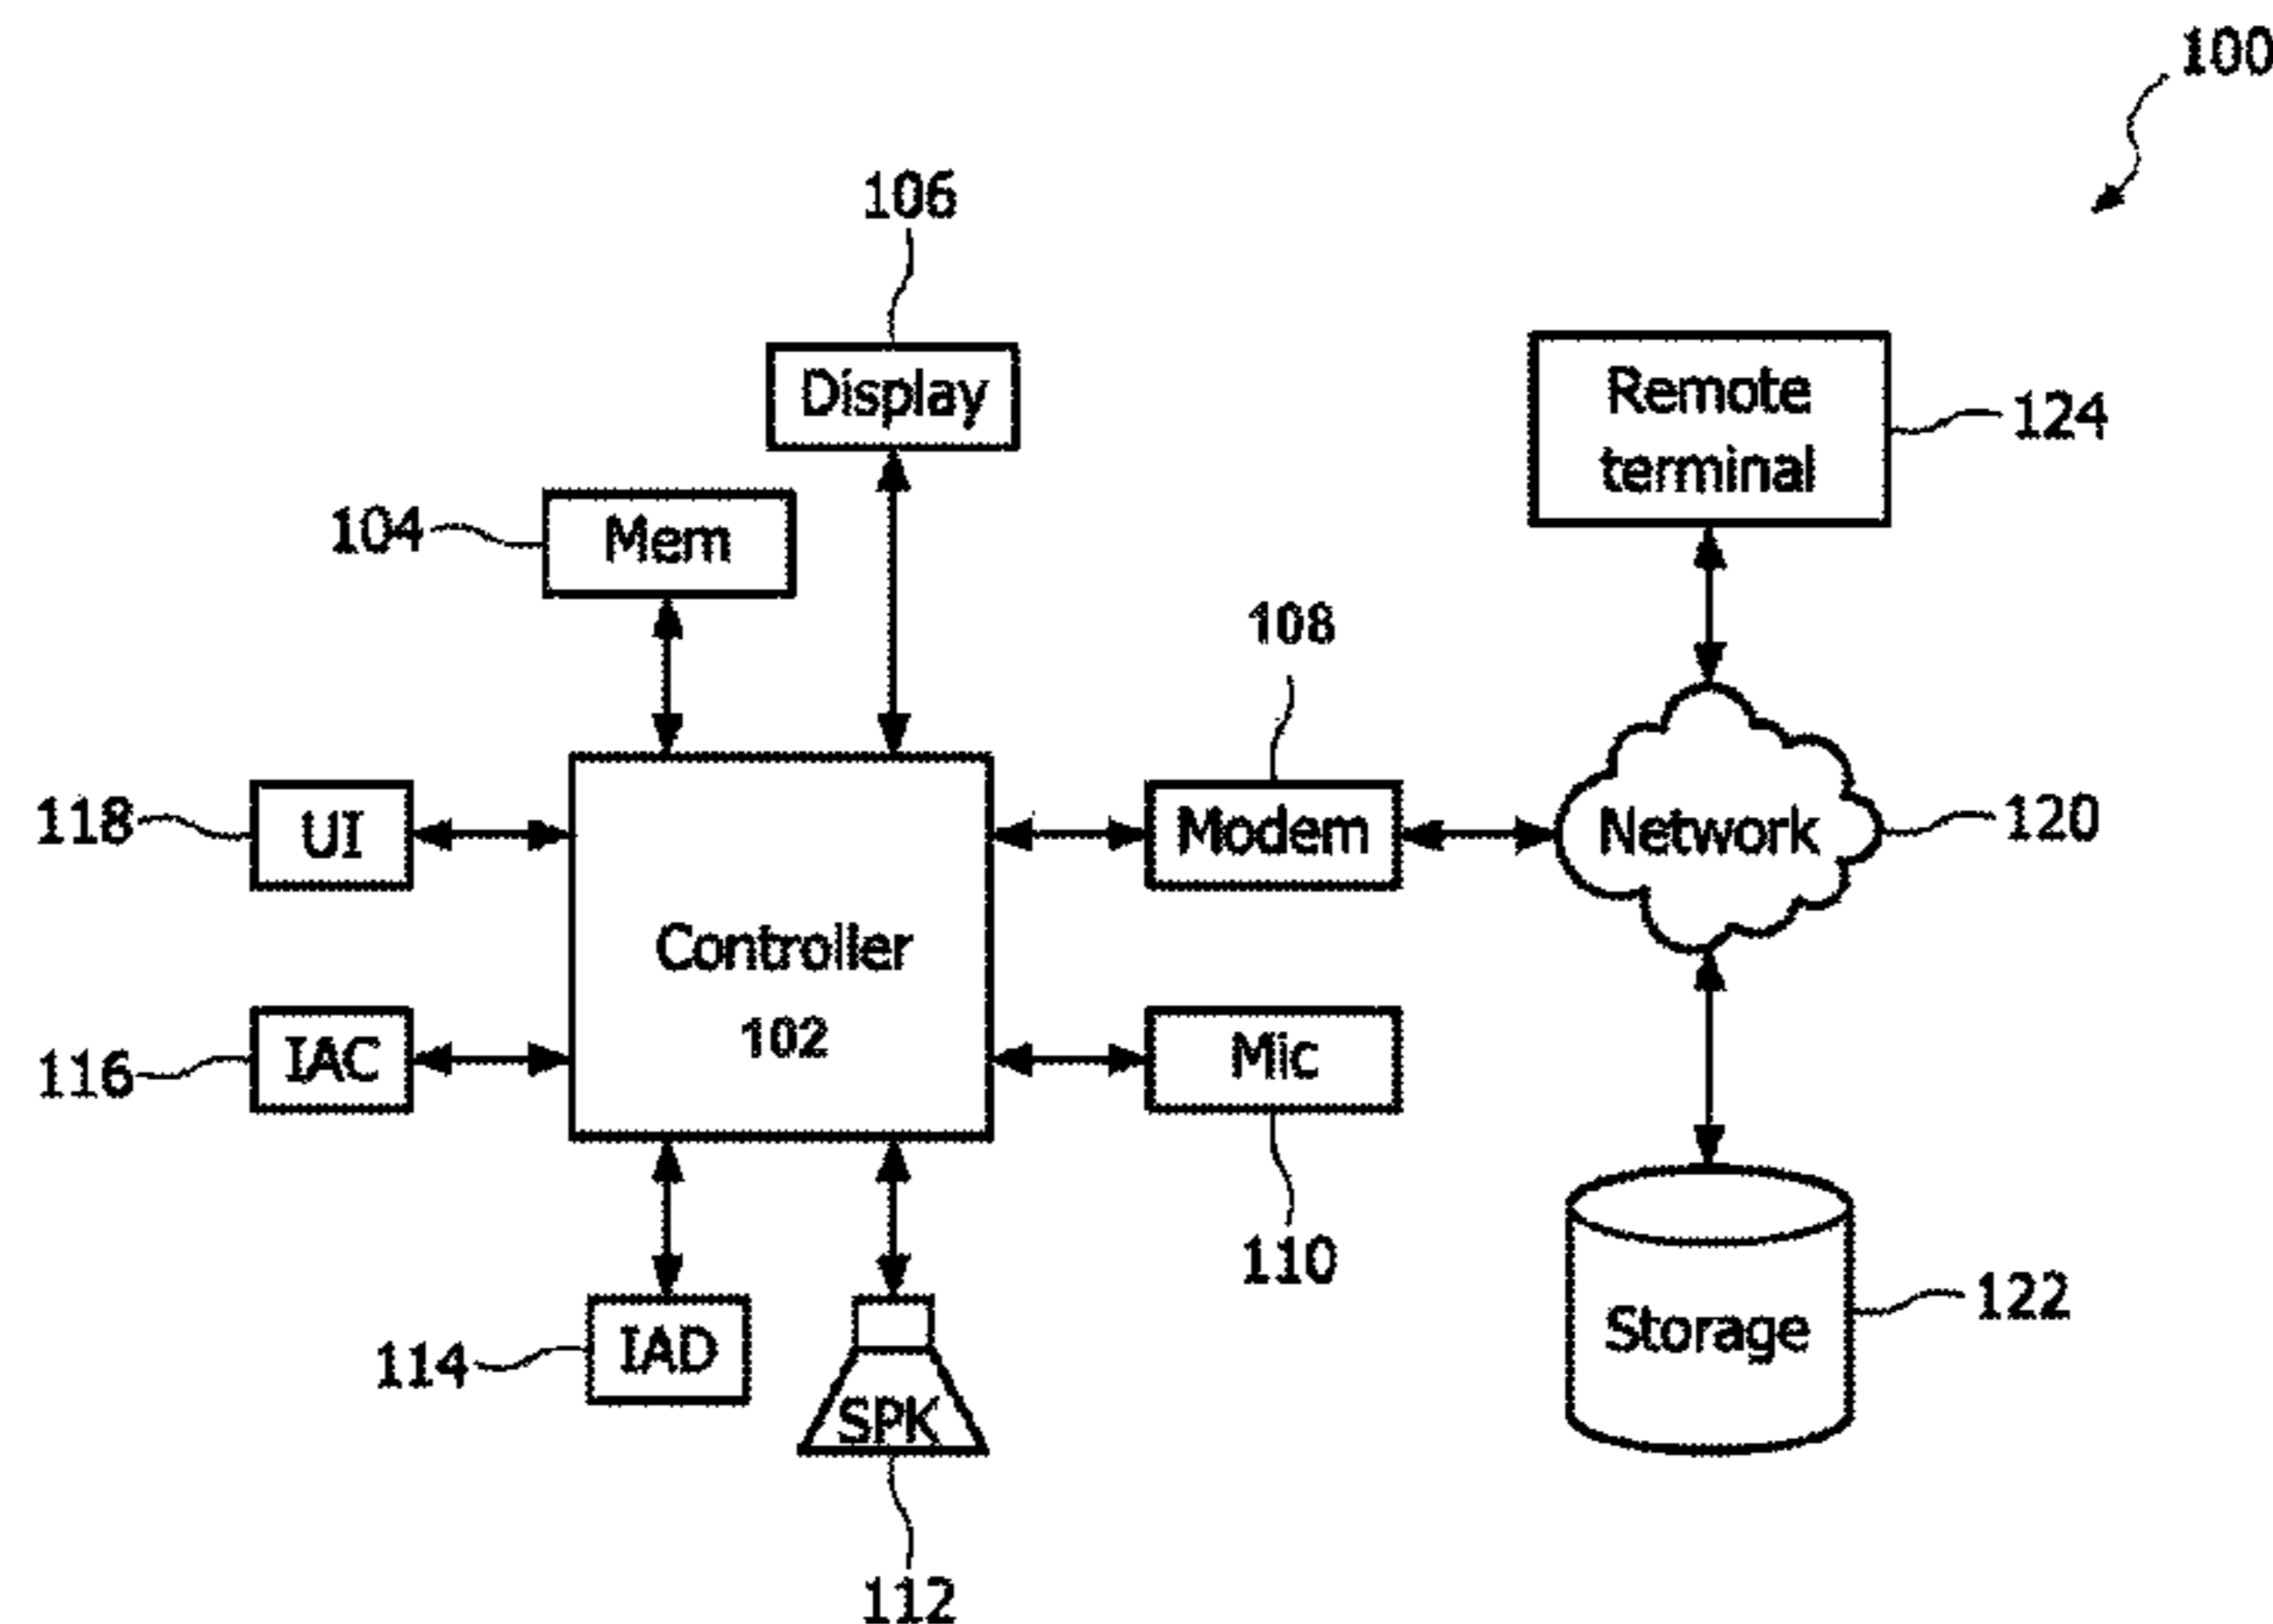 100
106
Display
Remote
terminal
124
104
Mem
108
118
UI
Modem
Network
120
Controller
102
116
IAC
Mic
110
114
IAD
SPK
Storage
122
112